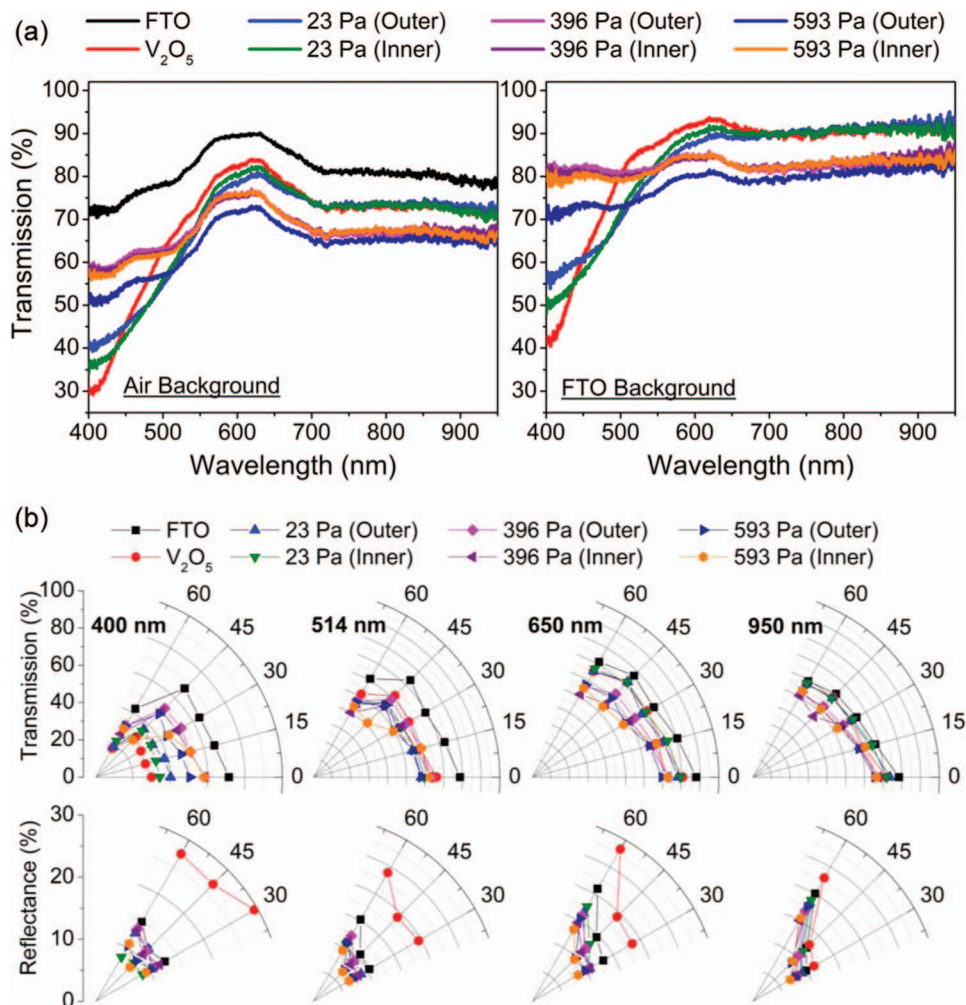 (a)
FTO 23 Pa (Outer) 396 Pa (Outer) 593 Pa (Outer)
V₂O₅ 23 Pa (Inner) 396 Pa (Inner) 593 Pa (Inner)
Transmission (%)
100 90 80 70 60 50 40 30
Air Background
400 500 600 700 800 900
Wavelength (nm)
100 90 80 70 60 50 40 30
FTO Background
400 500 600 700 800 900
Wavelength (nm)
(b)
FTO 23 Pa (Outer) 396 Pa (Outer) 593 Pa (Outer)
V₂O₅ 23 Pa (Inner) 396 Pa (Inner) 593 Pa (Inner)
Transmission (%)
100 80 60 40 20 0
400 nm
60 45 30 15 0
514 nm
60 45 30 15 0
650 nm
60 45 30 15 0
950 nm
60 45 30 15 0
Reflectance (%)
30 20 10 0
60 45 30
60 45 30
60 45 30
60 45 30